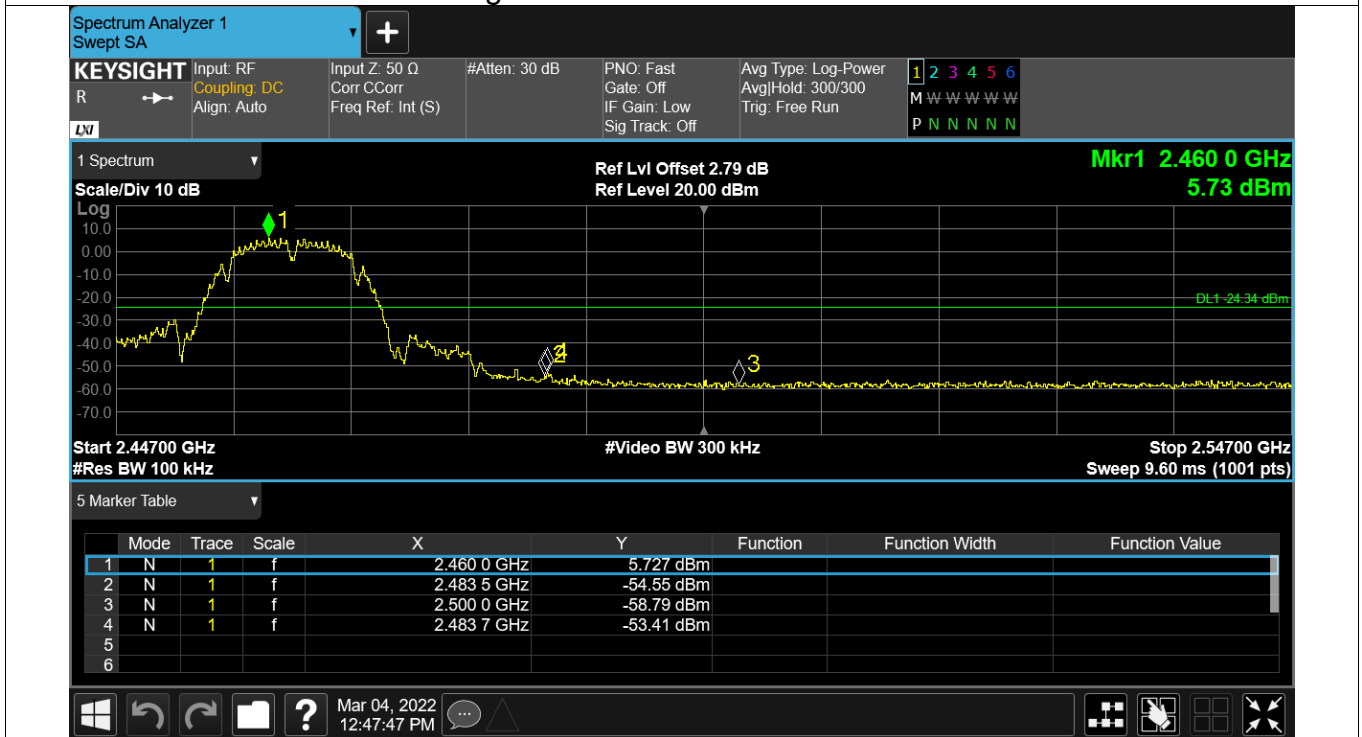 Spectrum Analyzer 1
Swept SA
+
KEYSIGHT Input: RF Input Z: 50 Ω #Atten: 30 dB PNO: Fast Avg Type: Log-Power 1 2 3 4 5 6
R Coupling: DC Corr CCorr Gate: Off Avg|Hold: 300/300 M W W W W W
Align: Auto Freq Ref: Int (S) IF Gain: Low Trig: Free Run
LXI Sig Track: Off P N N N N N
1 Spectrum Ref Lvl Offset 2.79 dB Mkr1 2.460 0 GHz
Scale/Div 10 dB Ref Level 20.00 dBm 5.73 dBm
Log
1
10.0
0.00
-10.0
-20.0
DL1 -24.34 dBm
-30.0
-40.0
-50.0
3
-60.0
-70.0
Start 2.44700 GHz #Video BW 300 kHz Stop 2.54700 GHz
#Res BW 100 kHz Sweep 9.60 ms (1001 pts)
5 Marker Table
Mode Trace Scale X Y Function Function Width Function Value
1 N 1 f 2.460 0 GHz 5.727 dBm
2 N 1 f 2.483 5 GHz -54.55 dBm
3 N 1 f 2.500 0 GHz -58.79 dBm
4 N 1 f 2.483 7 GHz -53.41 dBm
5
6
? Mar 04, 2022
12:47:47 PM